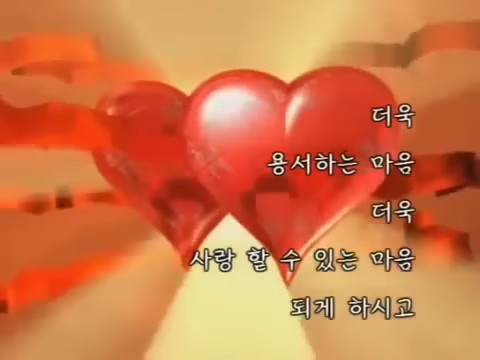 더욱
용서하는 마음
더욱
사랑 할 수 있는 마음
되게 하시고